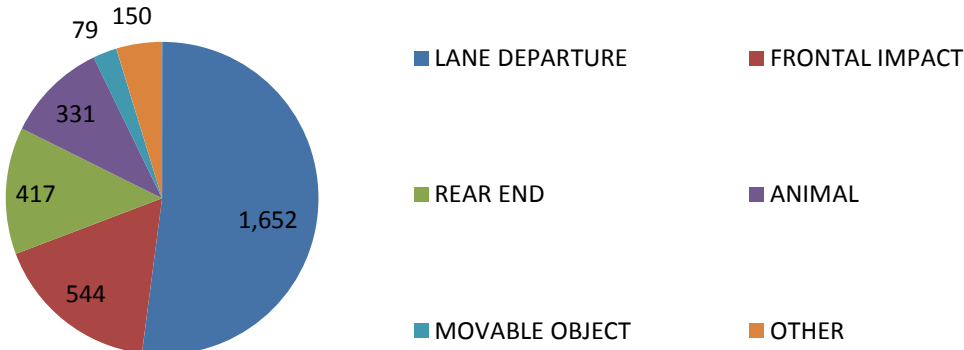 79
150
331
417
544
1,652
LANE DEPARTURE
FRONTAL IMPACT
REAR END
ANIMAL
MOVABLE OBJECT
OTHER